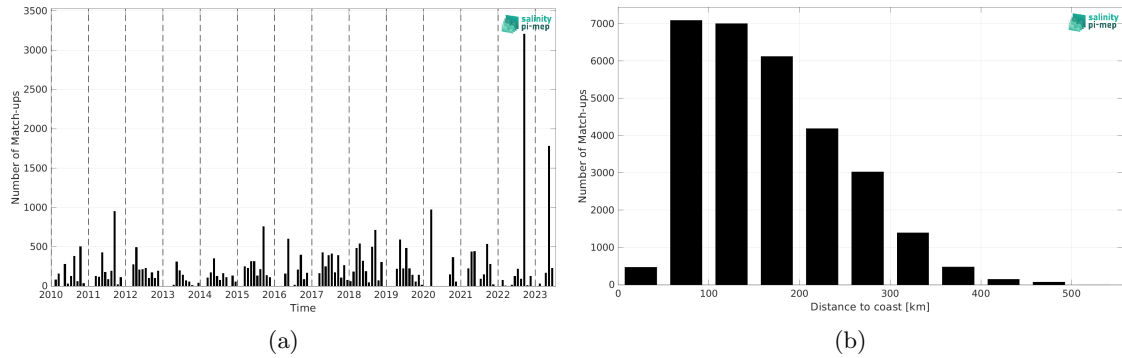 salinity
pi-mep
Number of Match-ups
3500
3000
2500
2000
1500
1000
500
0
2010 2011 2012 2013 2014 2015 2016 2017 2018 2019 2020 2021 2022 2023
Time
(a)
salinity
pi-mep
Number of Match-ups
7000
6000
5000
4000
3000
2000
1000
0
0 100 200 300 400 500
Distance to coast [km]
(b)